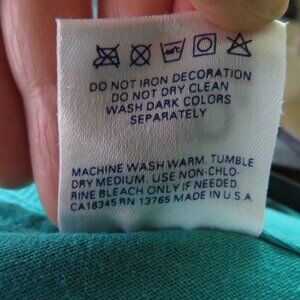 DO NOT IRON DECORATION
DO NOT DRY CLEAN
WASH DARK COLORS
SEPARATELY
MACHINE WASH WARM. TUMBLE
DRY MEDIUM. USE NON-CHLO-
RINE BLEACH ONLY IF NEEDED
CA18345 RN 13765 MADE IN U.S.A.